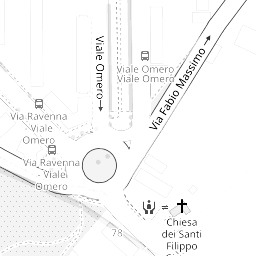 Viale Omero
Viale Omero
Viale Omero
Via Fabio Massimo
Via Ravenna
Viale
Omero
Via Ravenna
- Viale
Omero
Chiesa
dei Santi
Filippo
78